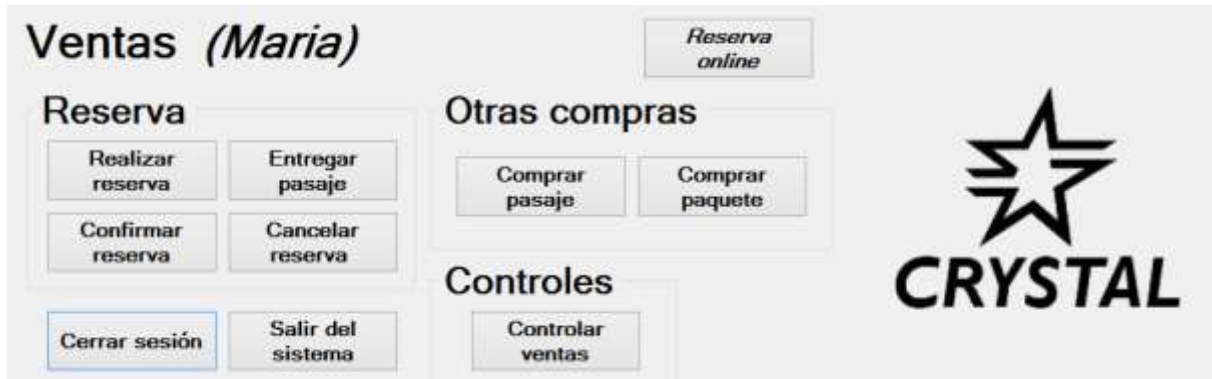 Ventas (Maria)
Reserva
online
Reserva
Realizar
reserva
Entregar
pasaje
Confirmar
reserva
Cancelar
reserva
Otras compras
Comprar
pasaje
Comprar
paquete
Controles
Controlar
ventas
Cerrar sesión
Salir del
sistema
CRYSTAL